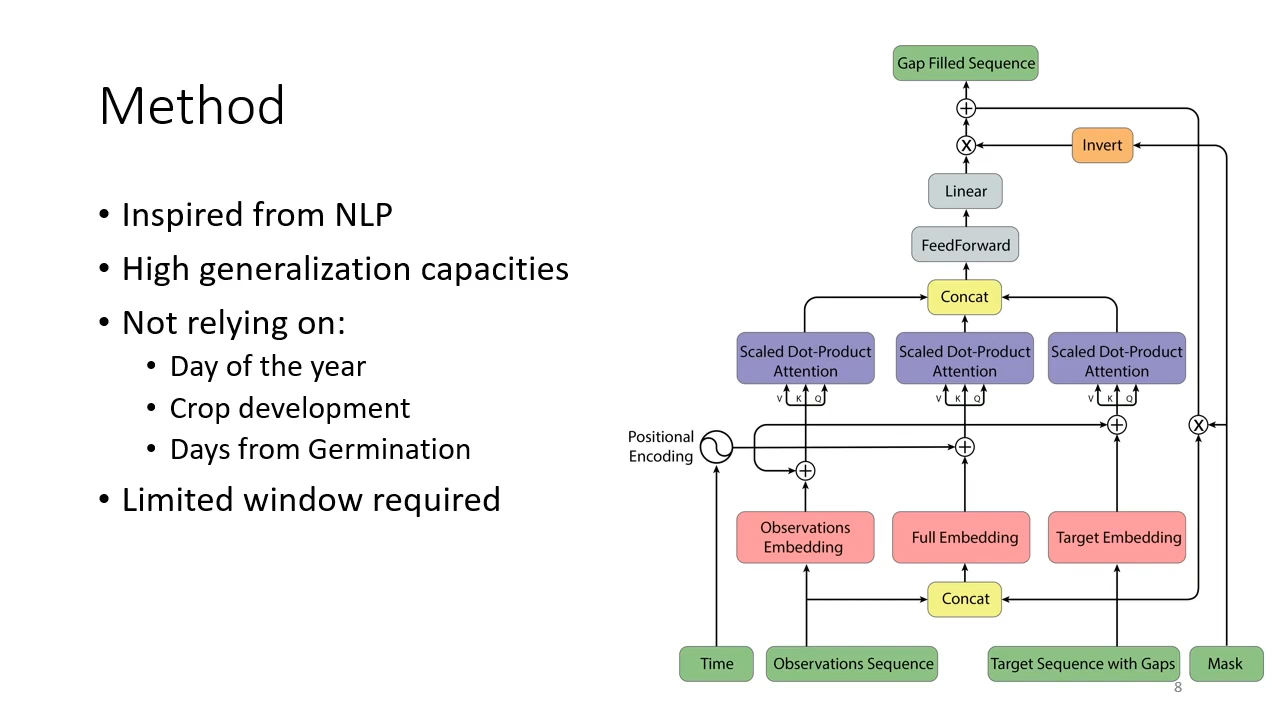 Method
• Inspired from NLP
• High generalization capacities
• Not relying on:
• Day of the year
• Crop development
• Days from Germination
• Limited window required
Gap Filled Sequence
+
X
Invert
Linear
FeedForward
Concat
Scaled Dot-Product
Attention
Scaled Dot-Product
Attention
Scaled Dot-Product
Attention
V K Q
V K Q
V K Q
Positional
Encoding
+
+
+
X
Observations
Embedding
Full Embedding
Target Embedding
Concat
Time
Observations Sequence
Target Sequence with Gaps
Mask
8